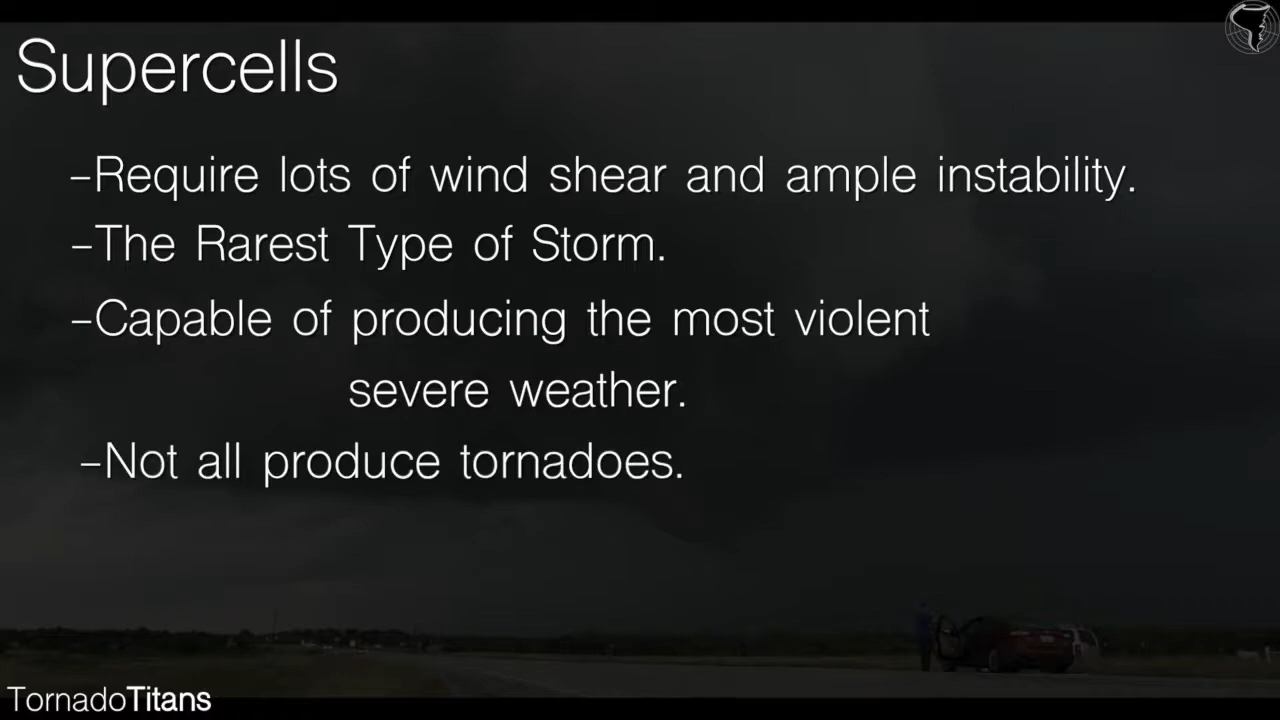 Supercells
-Require lots of wind shear and ample instability.
-The Rarest Type of Storm.
-Capable of producing the most violent
severe weather.
-Not all produce tornadoes.
TornadoTitans